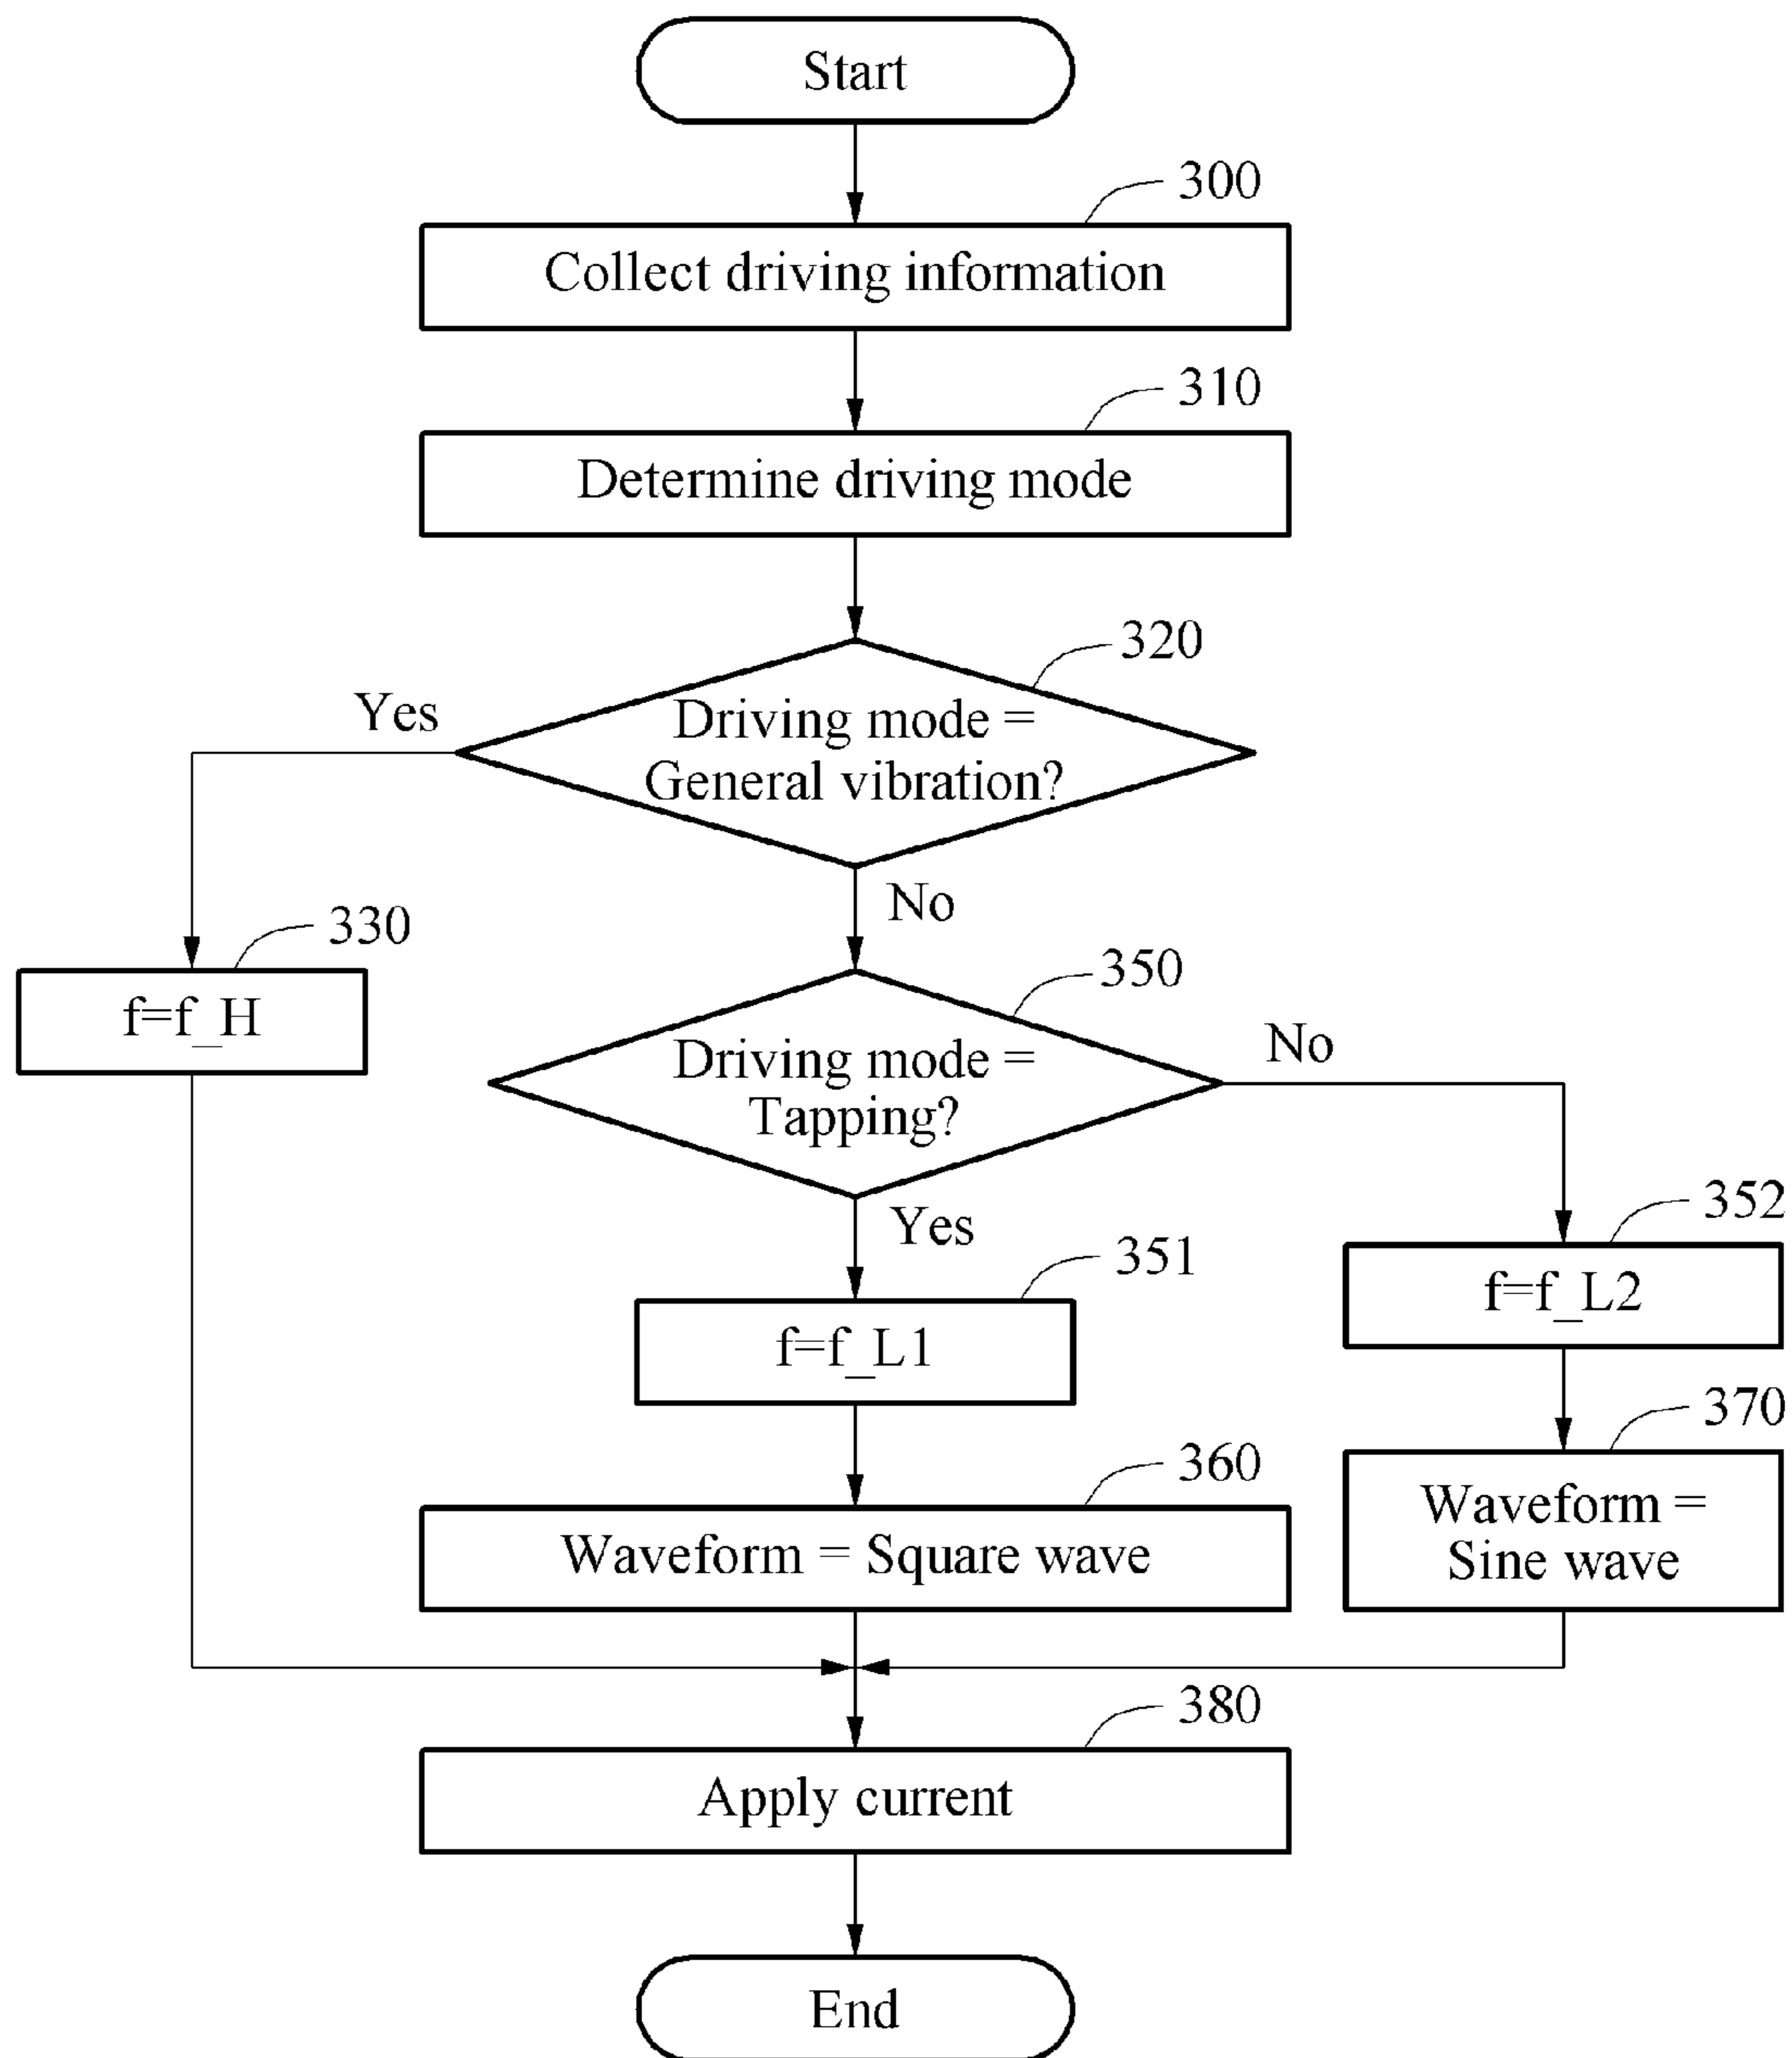 Start
300
Collect driving information
310
Determine driving mode
320
Driving mode =
General vibration?
Yes
No
330
f=f_H
350
Driving mode =
Tapping?
No
Yes
351
f=f_L1
352
f=f_L2
360
Waveform = Square wave
370
Waveform =
Sine wave
380
Apply current
End